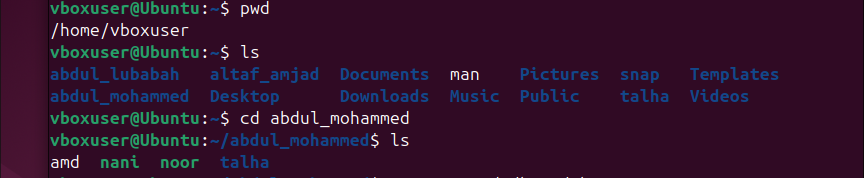 vboxuser@Ubuntu:~$ pwd
/home/vboxuser
vboxuser@Ubuntu:~$ ls
abdul_lubabah altaf_amjad Documents man Pictures snap Templates
abdul_mohammed Desktop Downloads Music Public talha Videos
vboxuser@Ubuntu:~$ cd abdul_mohammed
vboxuser@Ubuntu:~/abdul_mohammed$ ls
amd nani noor talha